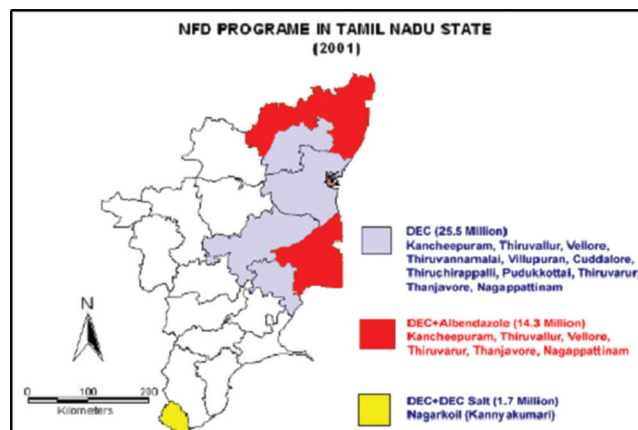 NFD PROGRAME IN TAMIL NADU STATE
(2001)
DEC (25.5 Million)
Kancheepuram, Thiruvallur, Vellore,
Thiruvannamalai, Villupuran, Cuddalore,
Thiruchirappalli, Pudukkottai, Thiruvarur,
Thanjavore, Nagappattinam
N
DEC+Albendazolo (14.3 Million)
Kancheepuram, Thiruvallur, Vellore,
Thiruvarur, Thanjavore, Nagappattinam
0 100 200
Kilometers
DEC+DEC Salt (1.7 Million)
Nagarkoil (Kannyakumari)